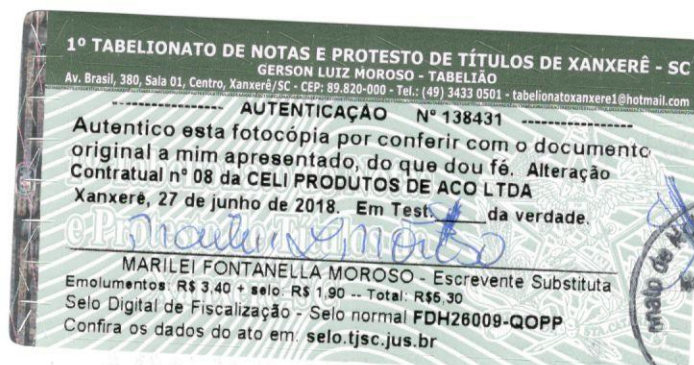 1º TABELIONATO DE NOTAS E PROTESTO DE TÍTULOS DE XANXERÊ - SC
GERSON LUIZ MOROSO - TABELIÃO
Av. Brasil, 380, Sala 01, Centro, Xanxerê/SC - CEP: 89.820-000 - Tel.: (49) 3433 0501 - tabelionatoxanxere1@hotmail.com
----------------- AUTENTICAÇÃO Nº 138431 -----------------
Autentico esta fotocópia por conferir com o documento
original a mim apresentado, do que dou fé. Alteração
Contratual nº 08 da CELI PRODUTOS DE ACO LTDA
Xanxerê, 27 de junho de 2018. Em Test. _____ da verdade.
MARILEI FONTANELLA MOROSO - Escrevente Substituta
Emolumentos: R$ 3,40 + selo: R$ 1,90 -- Total: R$5,30
Selo Digital de Fiscalização - Selo normal FDH26009-QOPP
Confira os dados do ato em: selo.tjsc.jus.br